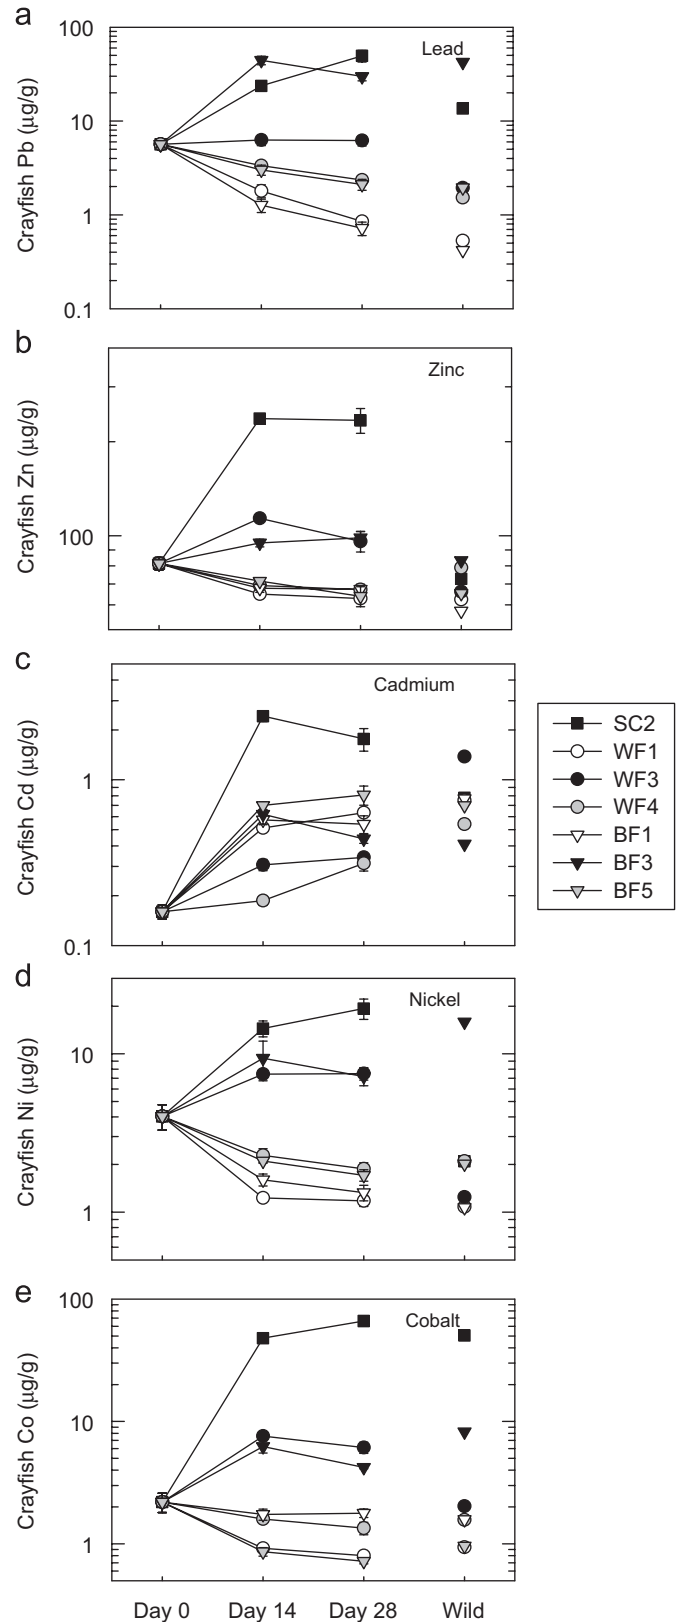 a
100
Lead
10
1
0.1
Crayfish Pb (µg/g)
b
Zinc
100
Crayfish Zn (µg/g)
c
Cadmium
1
0.1
Crayfish Cd (µg/g)
SC2
WF1
WF3
WF4
BF1
BF3
BF5
d
Nickel
10
1
Crayfish Ni (µg/g)
e
100
Cobalt
10
1
Crayfish Co (µg/g)
Day 0 Day 14 Day 28 Wild